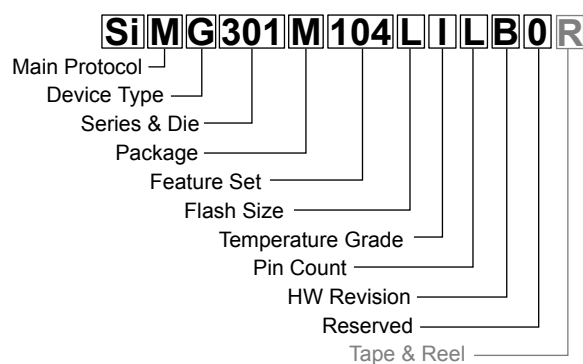 SiMG301M104LILB0R
Main Protocol
Device Type
Series & Die
Package
Feature Set
Flash Size
Temperature Grade
Pin Count
HW Revision
Reserved
Tape & Reel